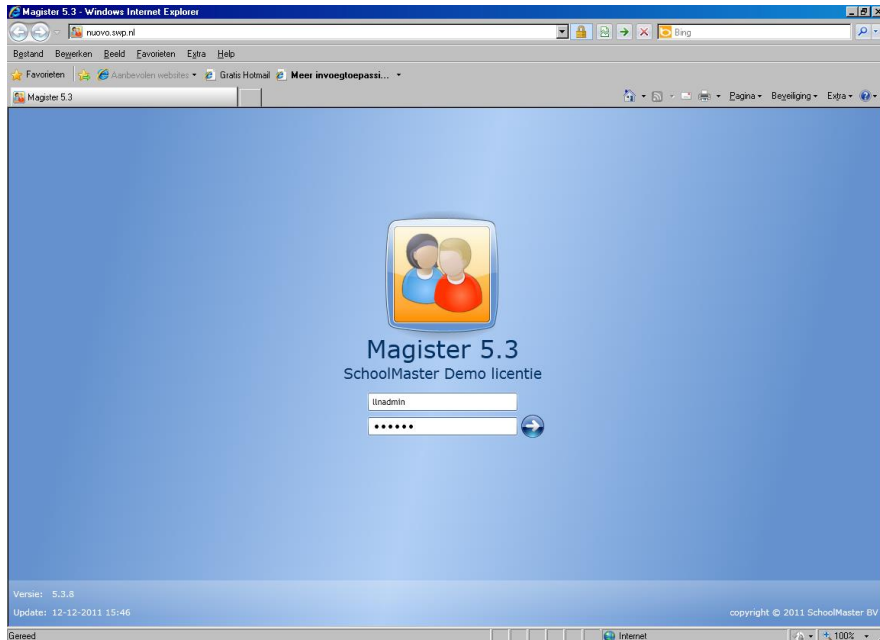 Magister 5.3 - Windows Internet Explorer
nuovo.swp.nl Bing
Bestand Bewerken Beeld Favorieten Extra Help
Favorieten Aanbevolen websites Gratis Hotmail Meer invoegtoepassi...
Magister 5.3 Pagina Beveiliging Extra
Magister 5.3
SchoolMaster Demo licentie
llnadmin
••••••
Versie: 5.3.8
Update: 12-12-2011 15:46 copyright © 2011 SchoolMaster BV
Gereed Internet 100%